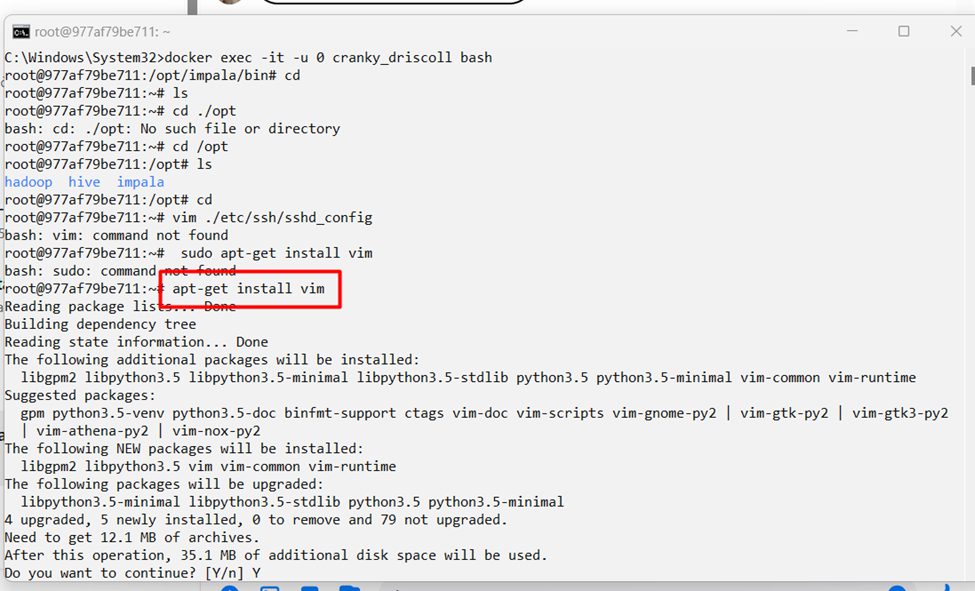 root@977af79be711: ~
C:\Windows\System32>docker exec -it -u 0 cranky_driscoll bash
root@977af79be711:/opt/impala/bin# cd
root@977af79be711:~# ls
root@977af79be711:~# cd ./opt
bash: cd: ./opt: No such file or directory
root@977af79be711:~# cd /opt
root@977af79be711:/opt# ls
hadoop  hive  impala
root@977af79be711:/opt# cd
root@977af79be711:~# vim ./etc/ssh/sshd_config
bash: vim: command not found
root@977af79be711:~#  sudo apt-get install vim
bash: sudo: command not found
root@977af79be711:~# apt-get install vim
Reading package lists... Done
Building dependency tree
Reading state information... Done
The following additional packages will be installed:
  libgpm2 libpython3.5 libpython3.5-minimal libpython3.5-stdlib python3.5 python3.5-minimal vim-common vim-runtime
Suggested packages:
  gpm python3.5-venv python3.5-doc binfmt-support ctags vim-doc vim-scripts vim-gnome-py2 | vim-gtk-py2 | vim-gtk3-py2
  | vim-athena-py2 | vim-nox-py2
The following NEW packages will be installed:
  libgpm2 libpython3.5 vim vim-common vim-runtime
The following packages will be upgraded:
  libpython3.5-minimal libpython3.5-stdlib python3.5 python3.5-minimal
4 upgraded, 5 newly installed, 0 to remove and 79 not upgraded.
Need to get 12.1 MB of archives.
After this operation, 35.1 MB of additional disk space will be used.
Do you want to continue? [Y/n] Y